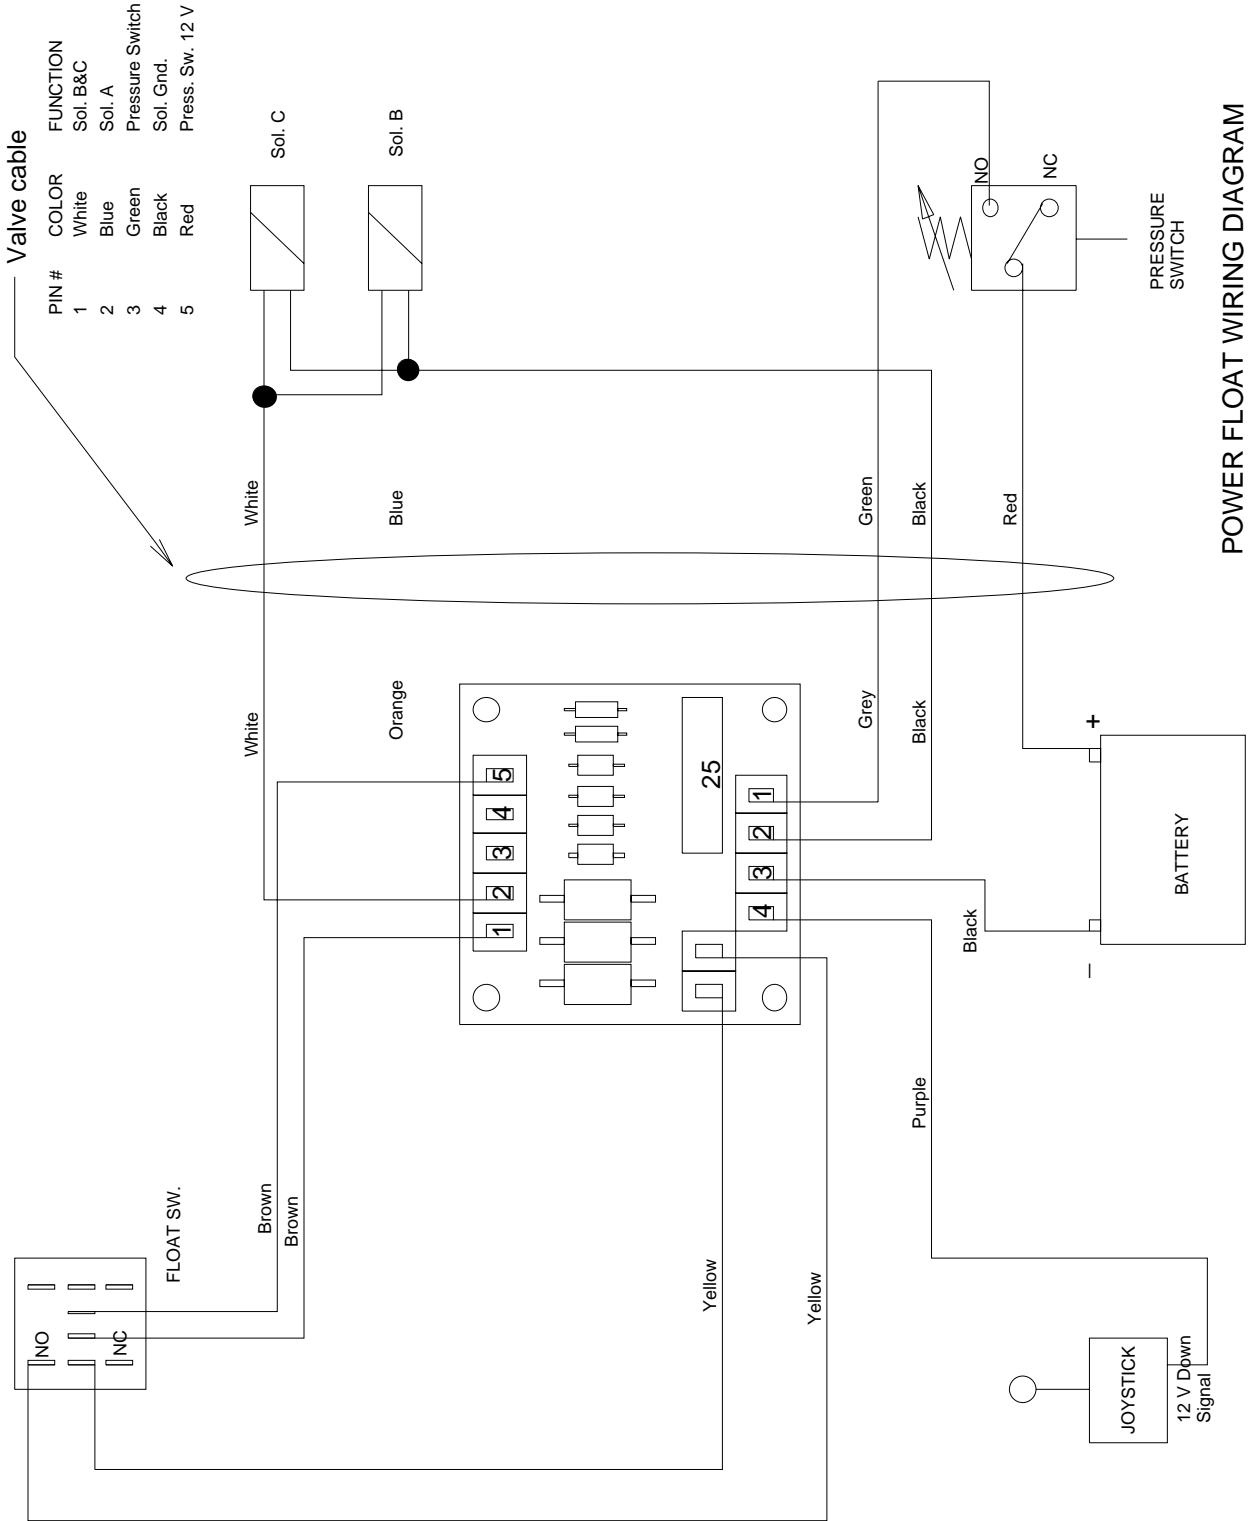 Valve cable
PIN # COLOR FUNCTION
1 White Sol. B&C
2 Blue Sol. A
3 Green Pressure Switch
4 Black Sol. Gnd.
5 Red Press. Sw. 12 V
Sol. C
Sol. B
White
Blue
Green
Black
Red
White
Orange
Grey
Black
NO
NC
PRESSURE
SWITCH
1
2
3
4
5
25
4
3
2
1
+
–
BATTERY
Black
Purple
FLOAT SW.
NO
NC
Brown
Brown
Yellow
Yellow
JOYSTICK
12 V Down
Signal
POWER FLOAT WIRING DIAGRAM